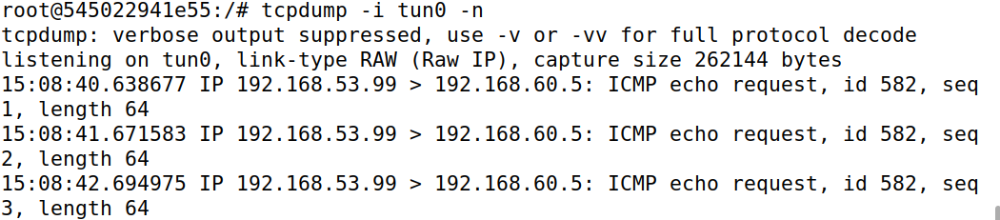 root@545022941e55:/# tcpdump -i tun0 -n
tcpdump: verbose output suppressed, use -v or -vv for full protocol decode
listening on tun0, link-type RAW (Raw IP), capture size 262144 bytes
15:08:40.638677 IP 192.168.53.99 > 192.168.60.5: ICMP echo request, id 582, seq
1, length 64
15:08:41.671583 IP 192.168.53.99 > 192.168.60.5: ICMP echo request, id 582, seq
2, length 64
15:08:42.694975 IP 192.168.53.99 > 192.168.60.5: ICMP echo request, id 582, seq
3, length 64